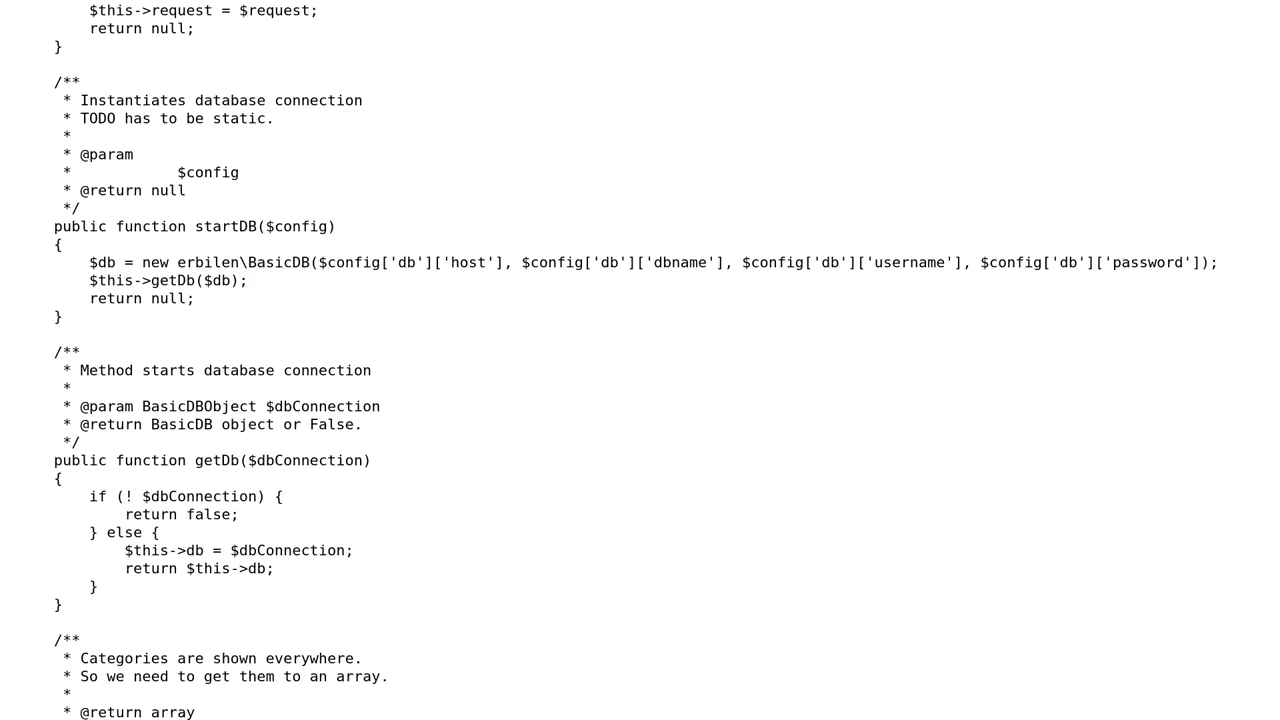 $this->request = $request;
        return null;
    }

    /**
     * Instantiates database connection
     * TODO has to be static.
     *
     * @param
     *            $config
     * @return null
     */
    public function startDB($config)
    {
        $db = new erbilen\BasicDB($config['db']['host'], $config['db']['dbname'], $config['db']['username'], $config['db']['password']);
        $this->getDb($db);
        return null;
    }

    /**
     * Method starts database connection
     *
     * @param BasicDBObject $dbConnection
     * @return BasicDB object or False.
     */
    public function getDb($dbConnection)
    {
        if (! $dbConnection) {
            return false;
        } else {
            $this->db = $dbConnection;
            return $this->db;
        }
    }

    /**
     * Categories are shown everywhere.
     * So we need to get them to an array.
     *
     * @return array